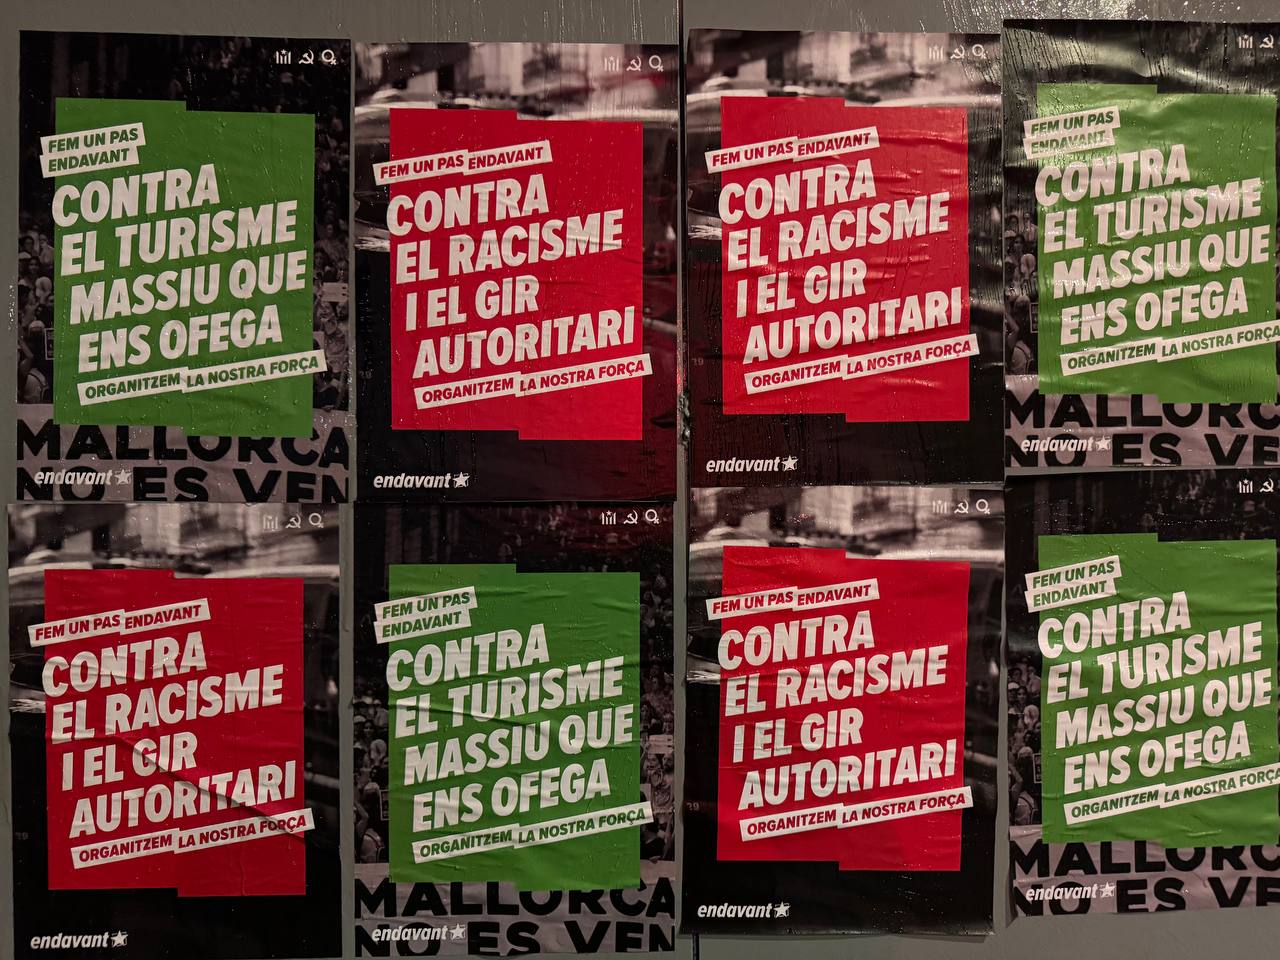 FEM UN PAS
ENDAVANT
CONTRA
EL TURISME
MASSIU QUE
ENS OFEGA
ORGANITZEM LA NOSTRA FORÇA
MALLORCA
NO ES VEN
endavant
FEM UN PAS ENDAVANT
CONTRA
EL RACISME
I EL GIR
AUTORITARI
ORGANITZEM LA NOSTRA FORÇA
endavant
FEM UN PAS ENDAVANT
CONTRA
EL RACISME
I EL GIR
AUTORITARI
ORGANITZEM LA NOSTRA FORÇA
endavant
FEM UN PAS
ENDAVANT
CONTRA
EL TURISME
MASSIU QUE
ENS OFEGA
ORGANITZEM LA NOSTRA FORÇA
MALLORC
NO ES VE
endavant
FEM UN PAS ENDAVANT
CONTRA
EL RACISME
I EL GIR
AUTORITARI
ORGANITZEM LA NOSTRA FORÇA
endavant
FEM UN PAS
ENDAVANT
CONTRA
EL TURISME
MASSIU QUE
ENS OFEGA
ORGANITZEM LA NOSTRA FORÇA
MALLORCA
NO ES VEN
endavant
FEM UN PAS ENDAVANT
CONTRA
EL RACISME
I EL GIR
AUTORITARI
ORGANITZEM LA NOSTRA FORÇA
endavant
FEM UN PAS
ENDAVANT
CONTRA
EL TURISME
MASSIU QUE
ENS OFEGA
ORGANITZEM LA NOSTRA FORÇA
MALLORC
NO ES VE
endavant